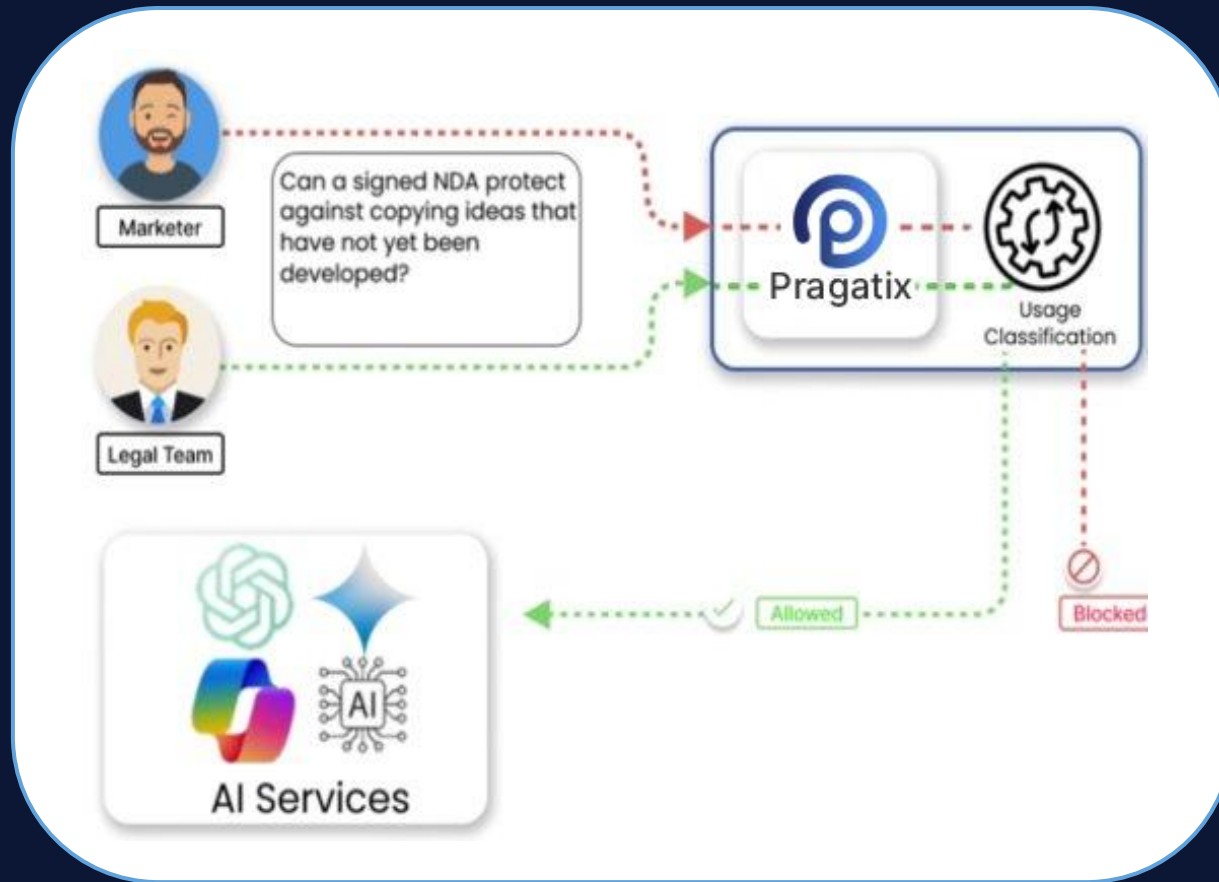 Marketer
Can a signed NDA protect
against copying ideas that
have not yet been
developed?
Pragatix
Usage
Classification
Legal Team
Allowed
Blocked
AI
AI Services